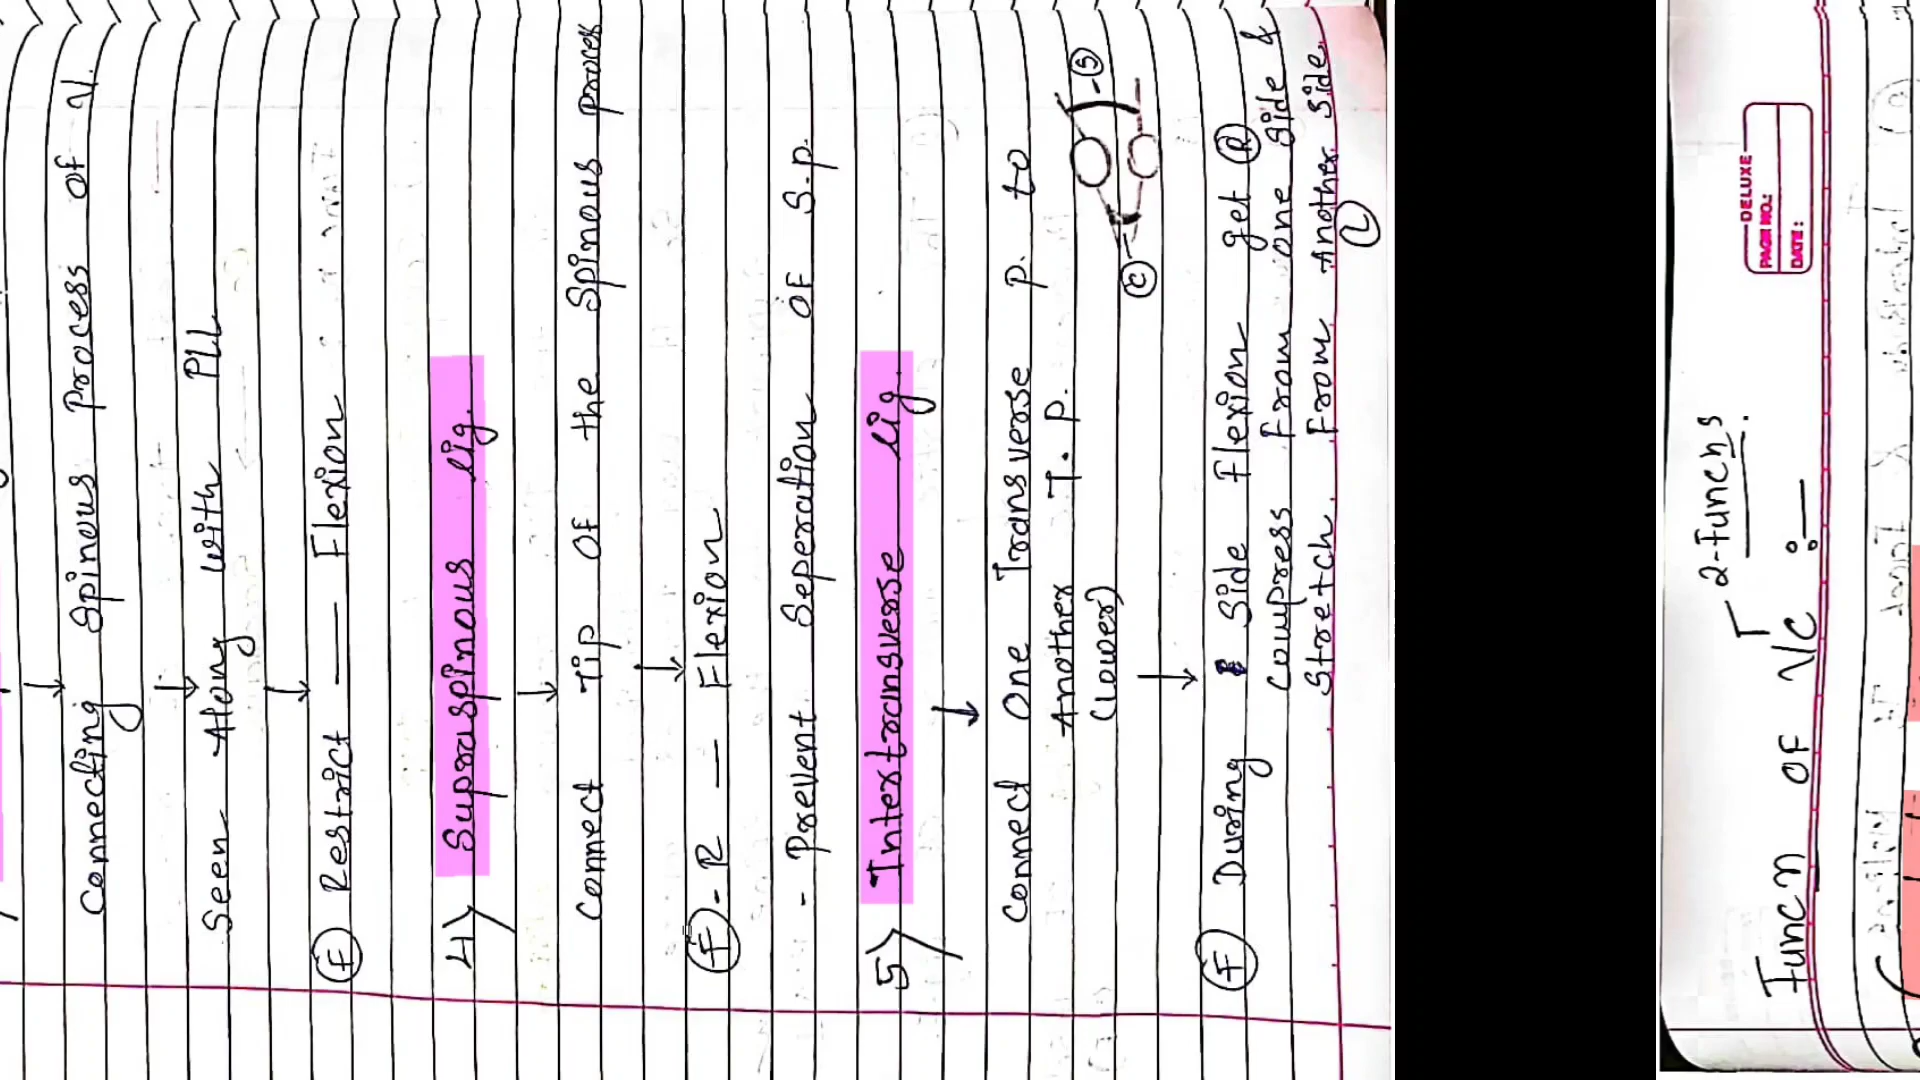 Connecting Spinous Process of V.
Seen Along with PLL
(F) Restrict — Flexion
4) Supraspinous lig.
Connect Tip of the Spinous proces
(F) - R — Flexion
- Prevent Seperation of S.p.
5) Intertransverse lig.
Connect One Transverse p. to
Another T. P.
(lower)
(S)
(C)
(F) During Side Flexion get (R)
Compress From one side &
Stretch From Another Side.
(L)
DELUXE
PAGE NO.:
DATE:
2-Funcns.
Funcn of V/C :-